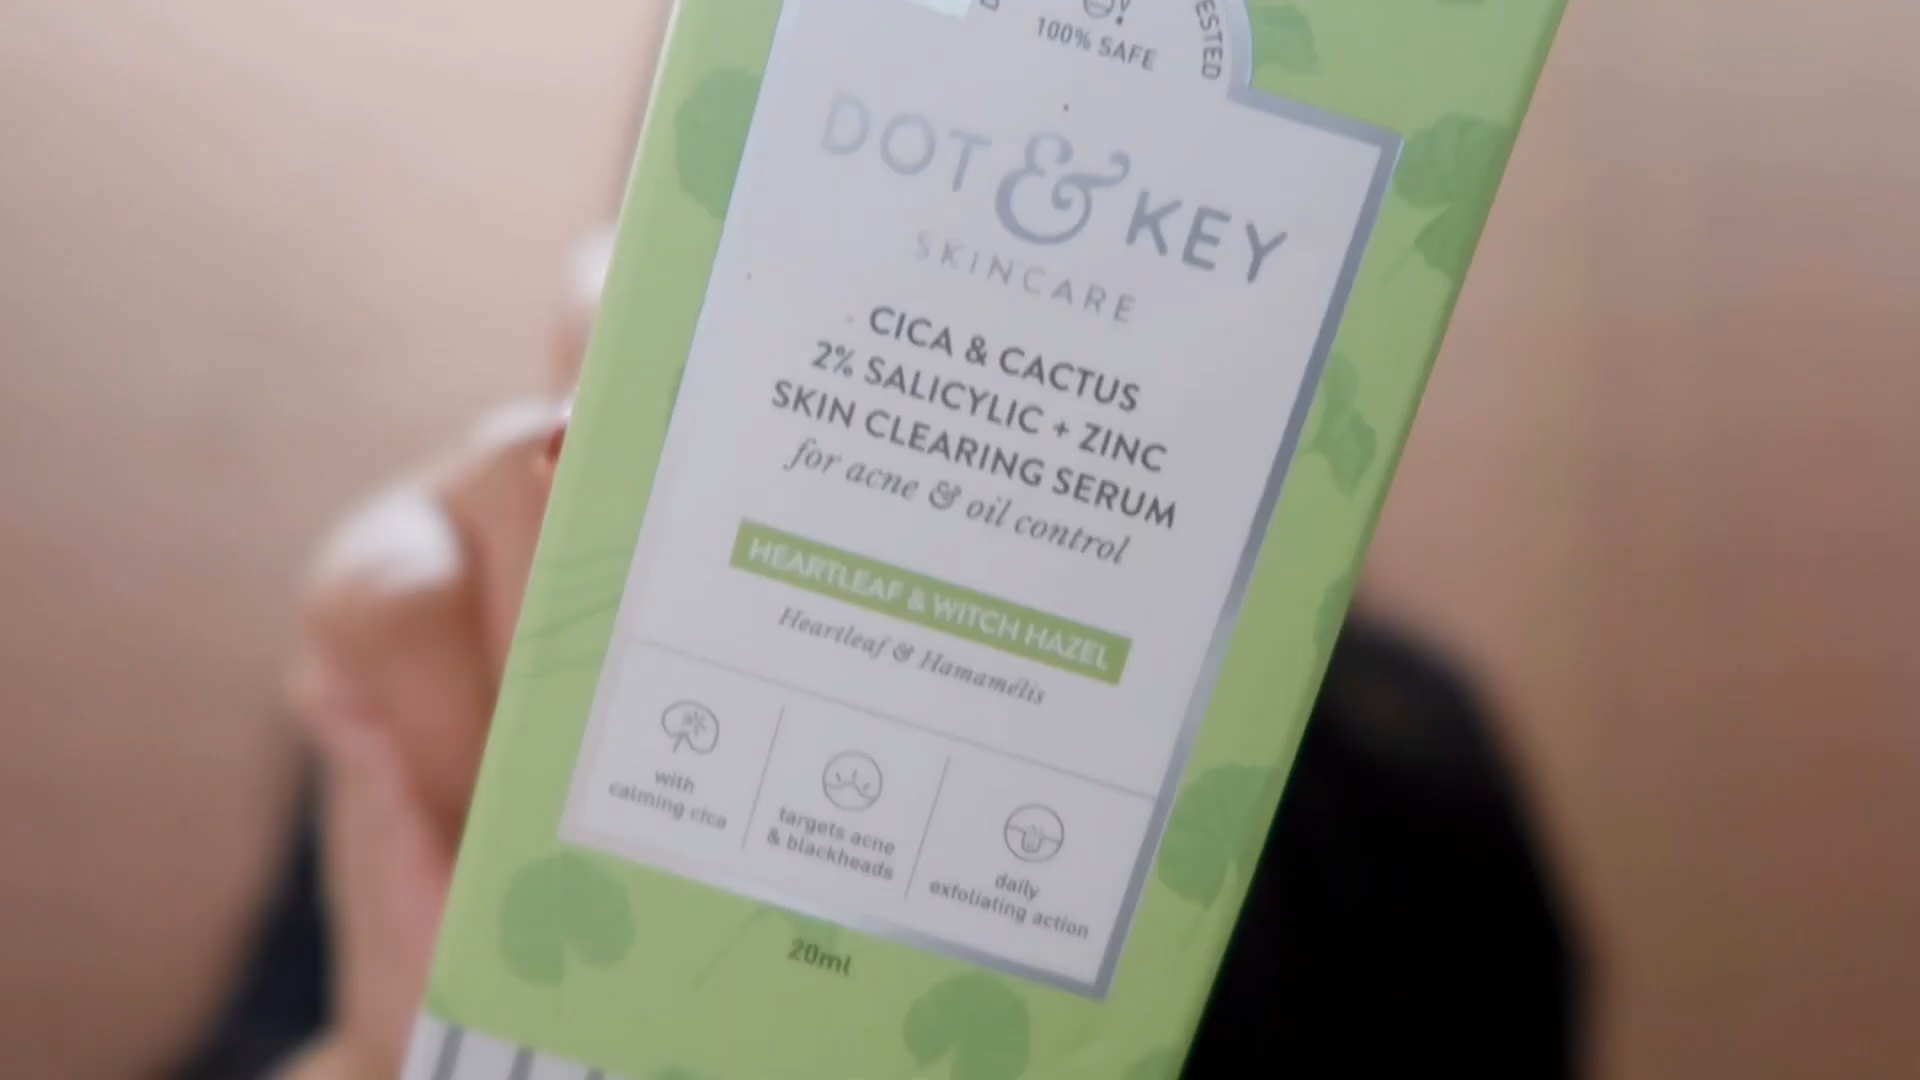 100% SAFE
ESTED
DOT & KEY
SKINCARE
CICA & CACTUS
2% SALICYLIC + ZINC
SKIN CLEARING SERUM
for acne & oil control
HEARTLEAF & WITCH HAZEL
Heartleaf & Hamamélis
with
calming cica
targets acne
& blackheads
daily
exfoliating action
20ml